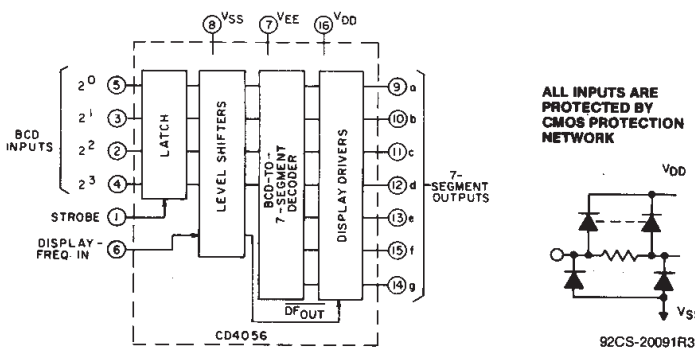 8 VSS
7 VEE
16 VDD
BCD INPUTS
2⁰ 5
2¹ 3
2² 2
2³ 4
STROBE 1
DISPLAY-
FREQ. IN
6
LATCH
LEVEL SHIFTERS
BCD-TO-
7-SEGMENT
DECODER
DISPLAY DRIVERS
9 a
10 b
11 c
12 d
13 e
15 f
14 g
7-
SEGMENT
OUTPUTS
DFOUT
CD4056
ALL INPUTS ARE
PROTECTED BY
CMOS PROTECTION
NETWORK
VDD
VSS
92CS-20091R3